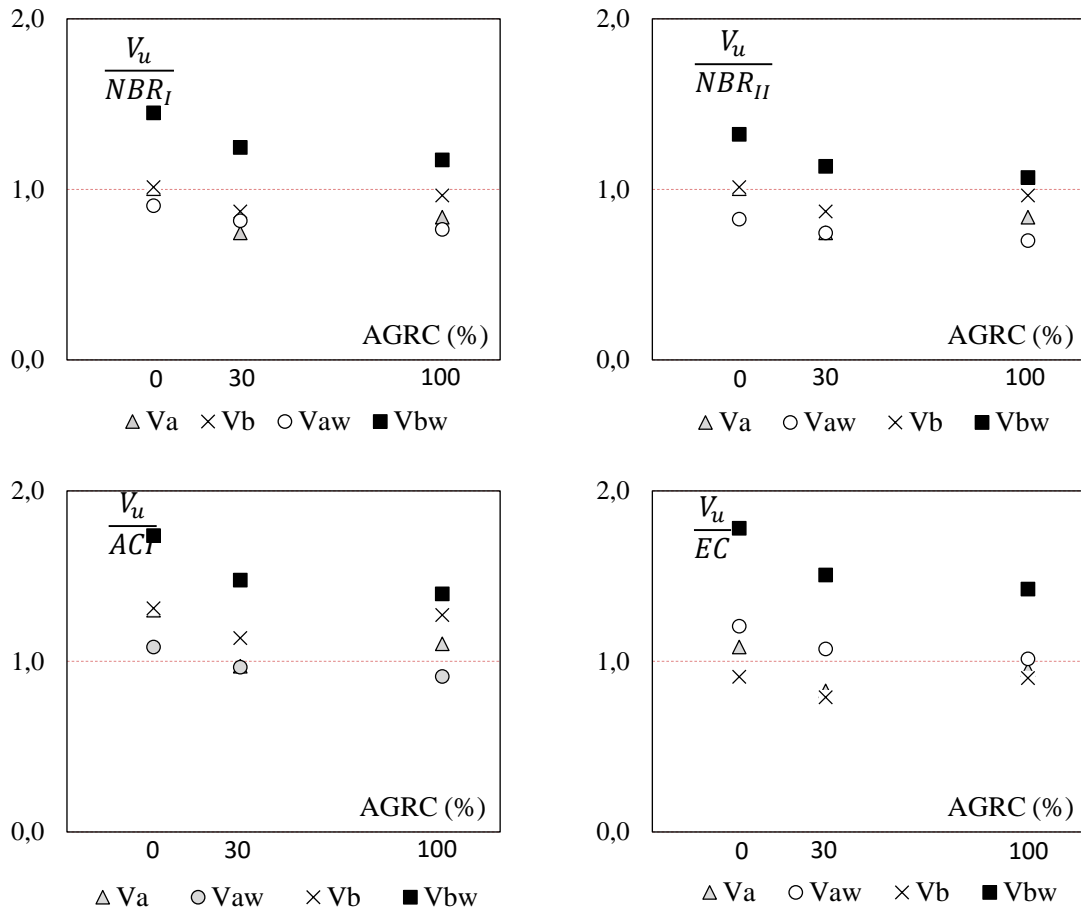 2,0
V_u
NBR_I
1,0
AGRC (%)
0,0
0 30 100
Va Vb Vaw Vbw
2,0
V_u
NBR_{II}
1,0
AGRC (%)
0,0
0 30 100
Va Vaw Vb Vbw
2,0
V_u
ACI
1,0
AGRC (%)
0,0
0 30 100
Va Vaw Vb Vbw
2,0
V_u
EC
1,0
AGRC (%)
0,0
0 30 100
Va Vaw Vb Vbw